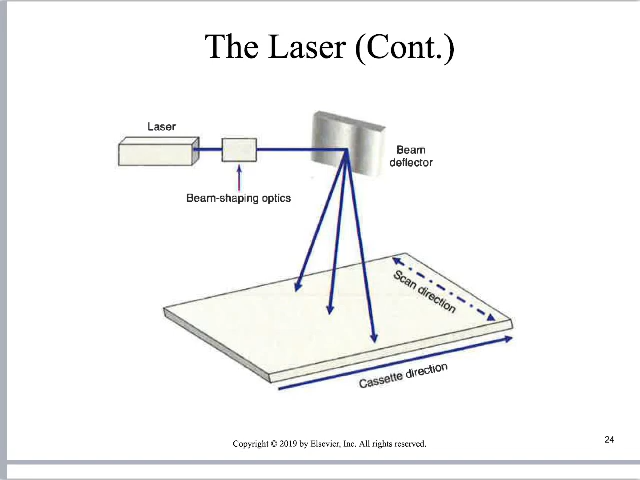 The Laser (Cont.)
Laser
Beam
deflector
Beam-shaping optics
Scan direction
Cassette direction
Copyright © 2019 by Elsevier, Inc. All rights reserved.
24